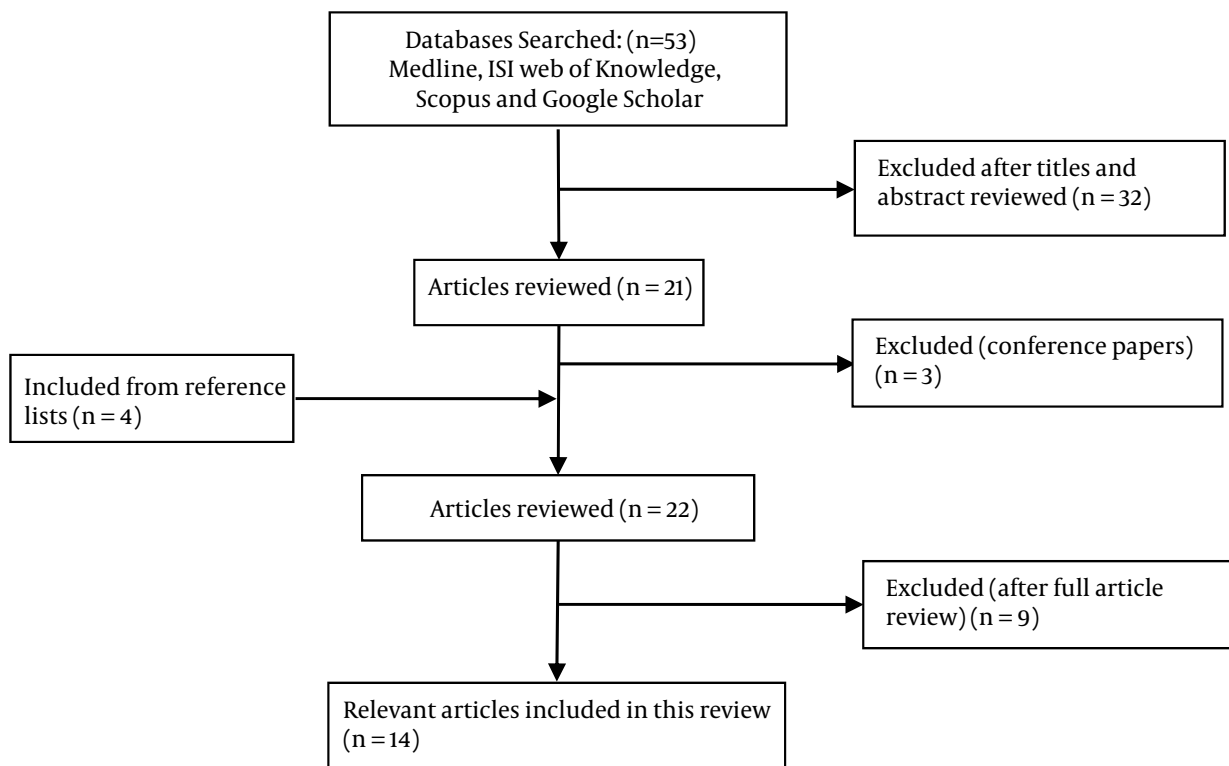 Databases Searched: (n=53)
Medline, ISI web of Knowledge,
Scopus and Google Scholar
Excluded after titles and
abstract reviewed (n = 32)
Articles reviewed (n = 21)
Excluded (conference papers)
(n = 3)
Included from reference
lists (n = 4)
Articles reviewed (n = 22)
Excluded (after full article
review) (n = 9)
Relevant articles included in this review
(n = 14)